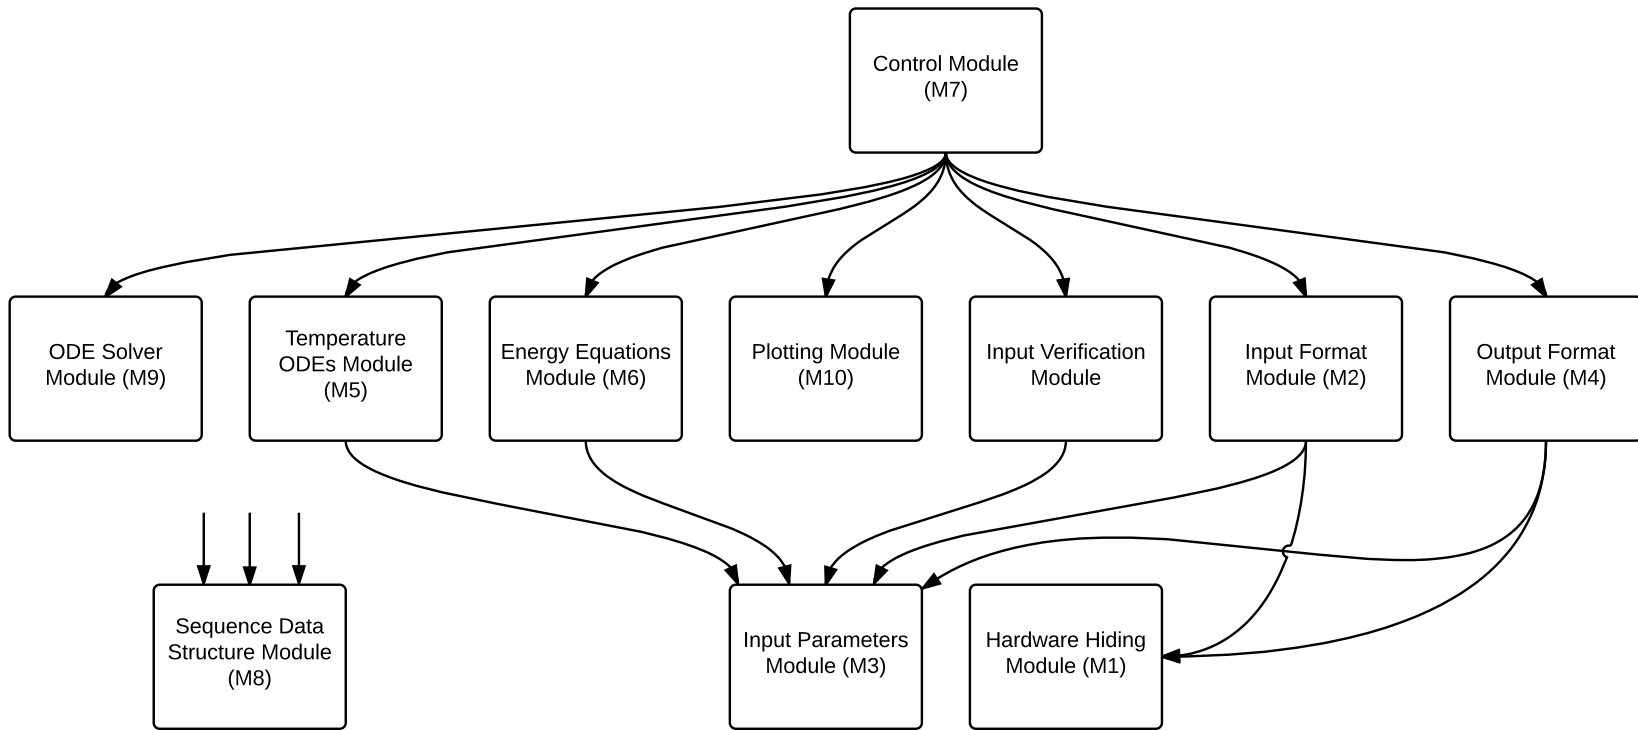 Control Module
(M7)
ODE Solver
Module (M9)
Temperature
ODEs Module
(M5)
Energy Equations
Module (M6)
Plotting Module
(M10)
Input Verification
Module
Input Format
Module (M2)
Output Format
Module (M4)
Sequence Data
Structure Module
(M8)
Input Parameters
Module (M3)
Hardware Hiding
Module (M1)